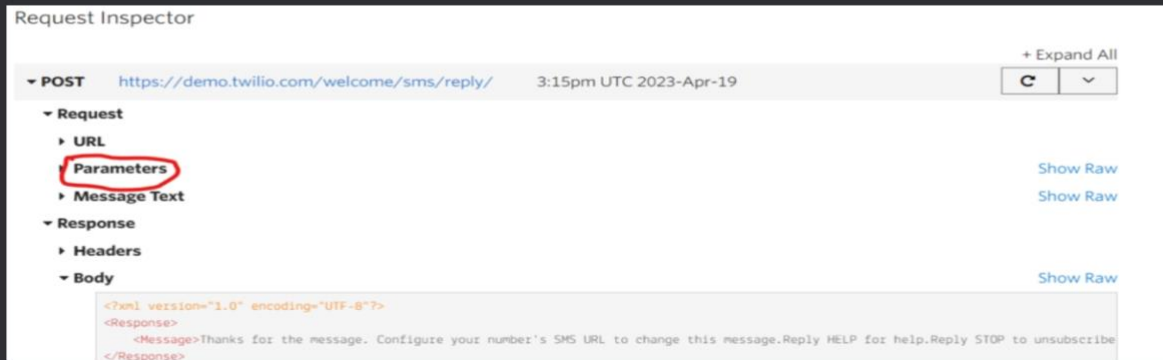 Request Inspector
+ Expand All
POST https://demo.twilio.com/welcome/sms/reply/ 3:15pm UTC 2023-Apr-19
Request
URL
Parameters Show Raw
Message Text Show Raw
Response
Headers
Body Show Raw
<?xml version="1.0" encoding="UTF-8"?>
<Response>
<Message>Thanks for the message. Configure your number's SMS URL to change this message.Reply HELP for help.Reply STOP to unsubscribe
</Response>